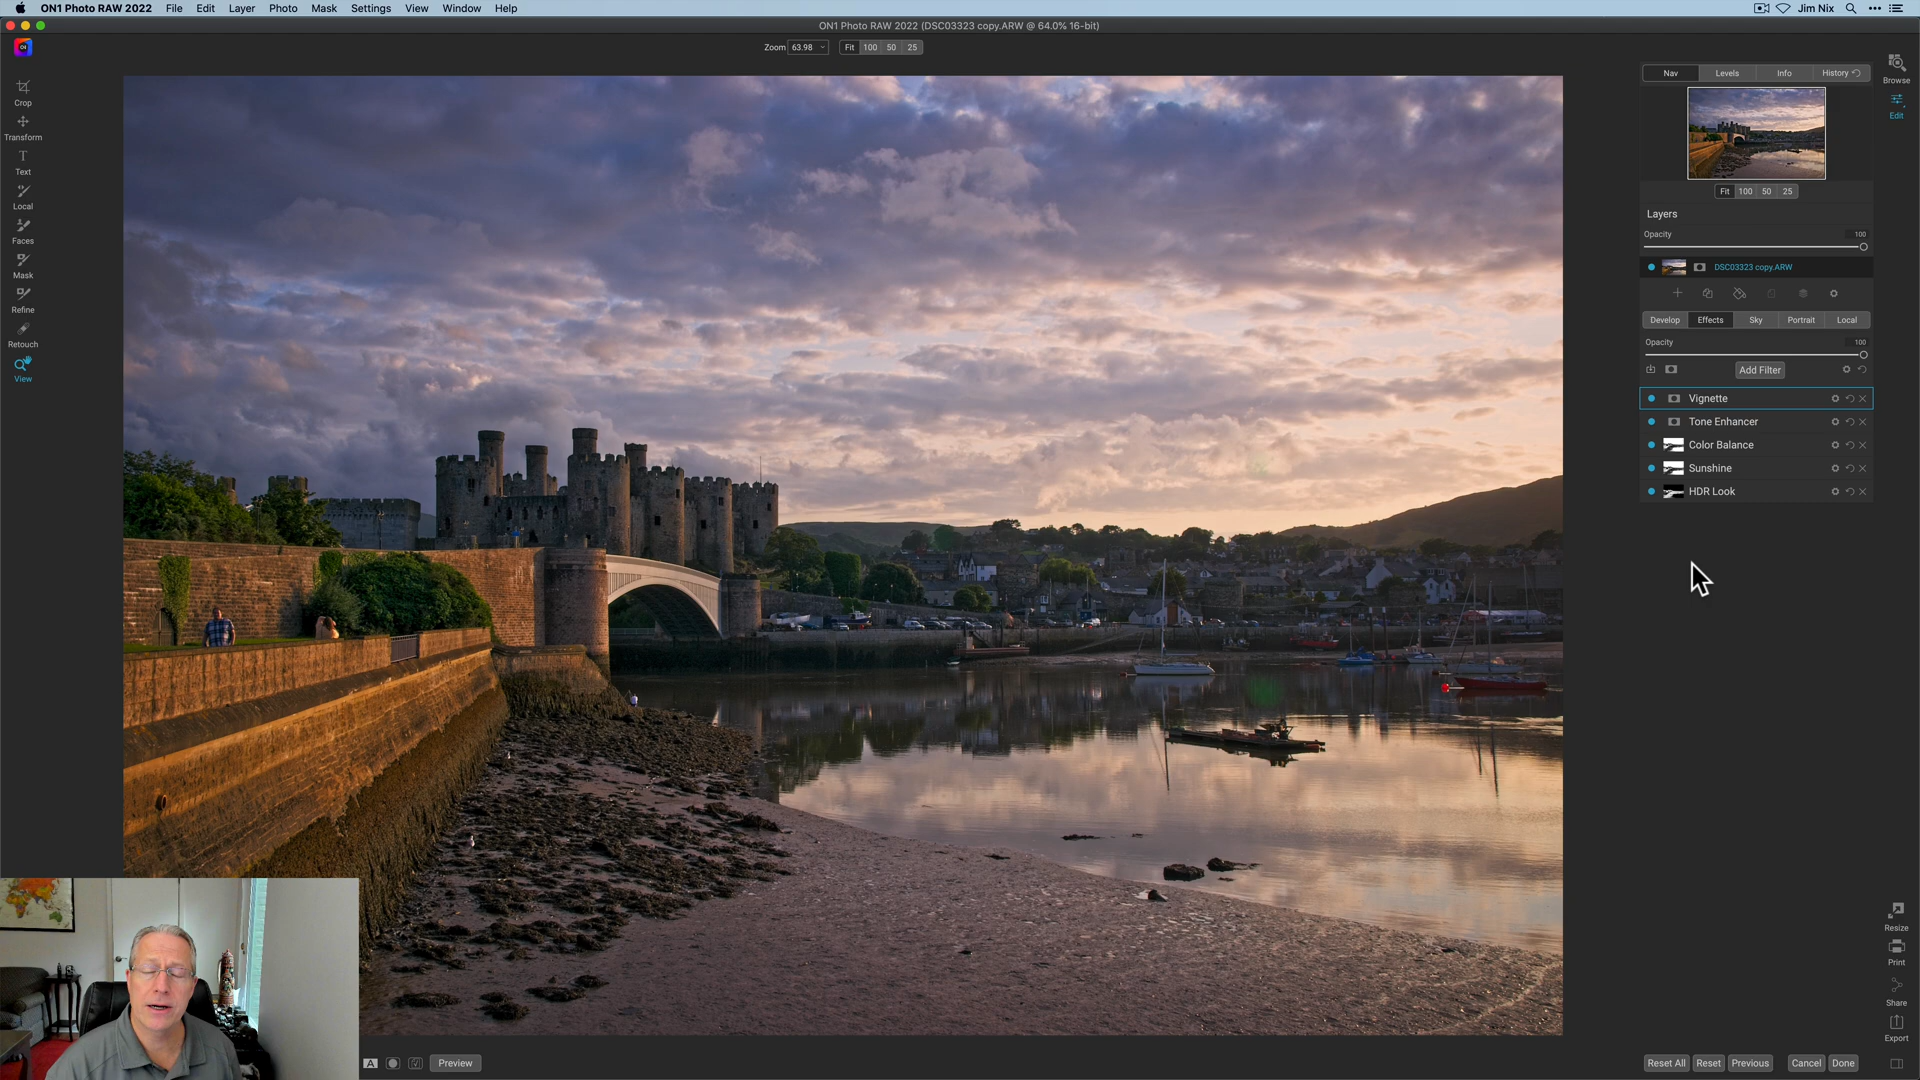 ON1 Photo RAW 2022 File Edit Layer Photo Mask Settings View Window Help Jim Nix
ON1 Photo RAW 2022 (DSC03323 copy.ARW @ 64.0% 16-bit)
Zoom 63.98 Fit 100 50 25
Crop
Transform
Text
Local
Faces
Mask
Refine
Retouch
View
Nav Levels Info History
Fit 100 50 25
Layers
Opacity 100
DSC03323 copy.ARW
Develop Effects Sky Portrait Local
Opacity 100
Add Filter
Vignette
Tone Enhancer
Color Balance
Sunshine
HDR Look
Browse
Edit
Resize
Print
Share
Export
A Preview
Reset All Reset Previous Cancel Done